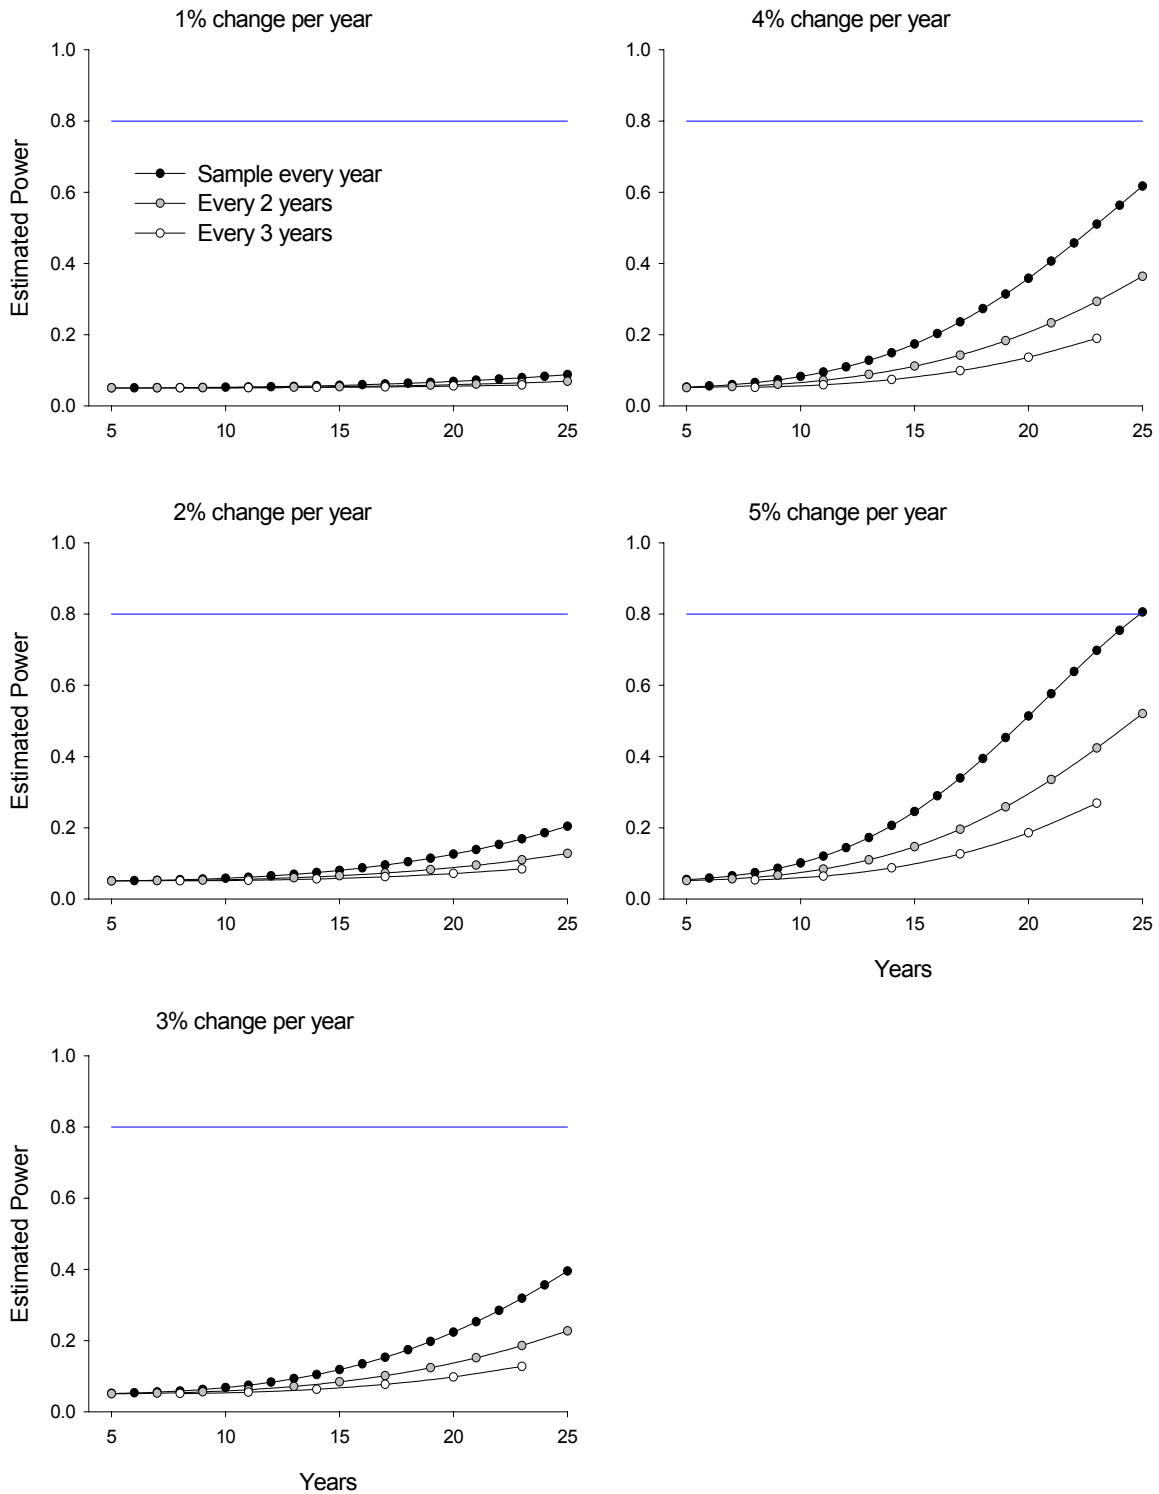 1% change per year
1.0
0.8
0.6
0.4
0.2
0.0
Estimated Power
Sample every year
Every 2 years
Every 3 years
5 10 15 20 25
4% change per year
1.0
0.8
0.6
0.4
0.2
0.0
5 10 15 20 25
2% change per year
1.0
0.8
0.6
0.4
0.2
0.0
Estimated Power
5 10 15 20 25
5% change per year
1.0
0.8
0.6
0.4
0.2
0.0
5 10 15 20 25
Years
3% change per year
1.0
0.8
0.6
0.4
0.2
0.0
Estimated Power
5 10 15 20 25
Years